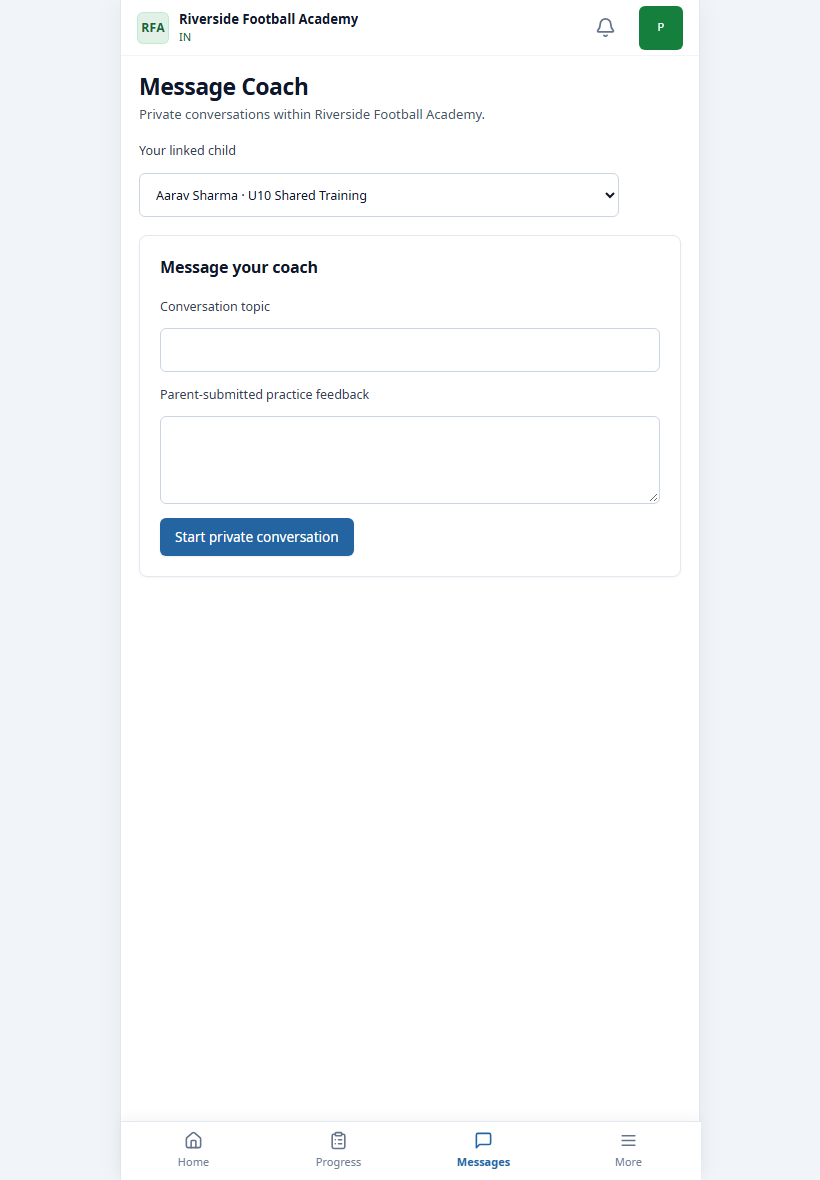 RFA
Riverside Football Academy
IN
P
Message Coach
Private conversations within Riverside Football Academy.
Your linked child
Aarav Sharma · U10 Shared Training
Message your coach
Conversation topic
Parent-submitted practice feedback
Start private conversation
Home
Progress
Messages
More